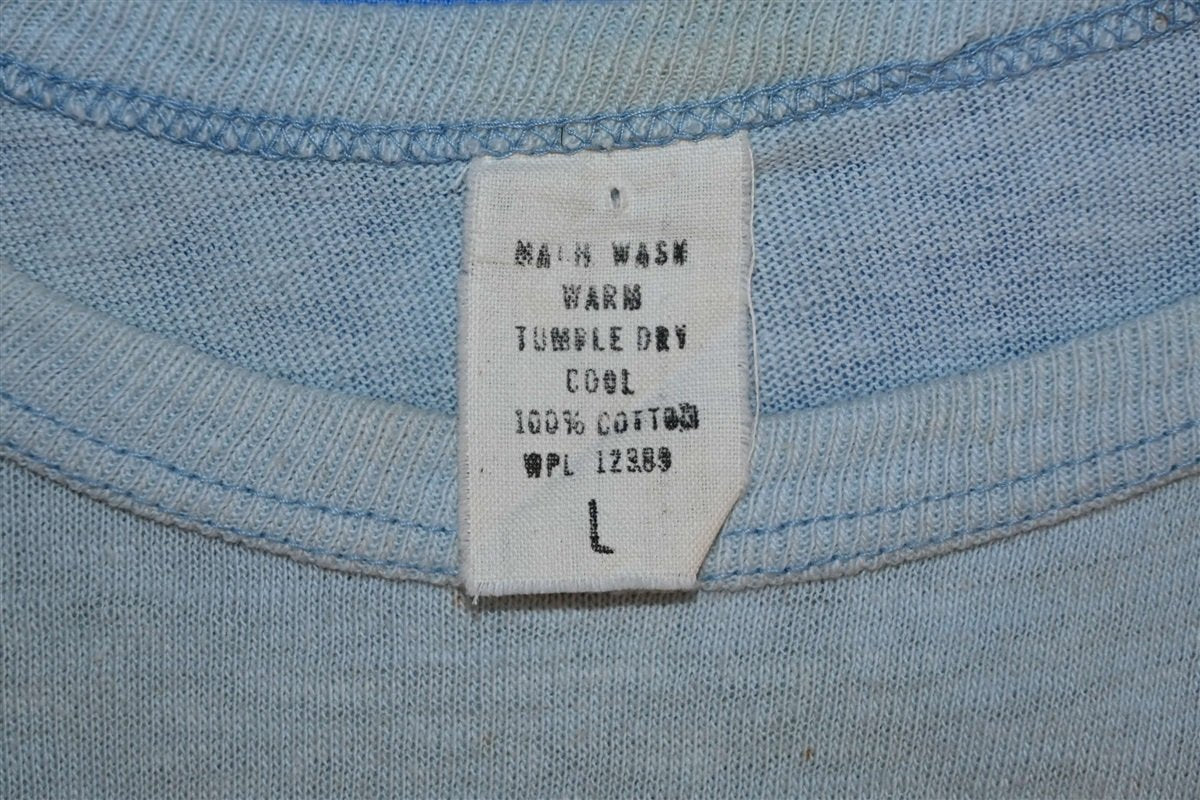 MACH WASH
WARM
TUMBLE DRY
COOL
100% COTTON
WPL 12389
L